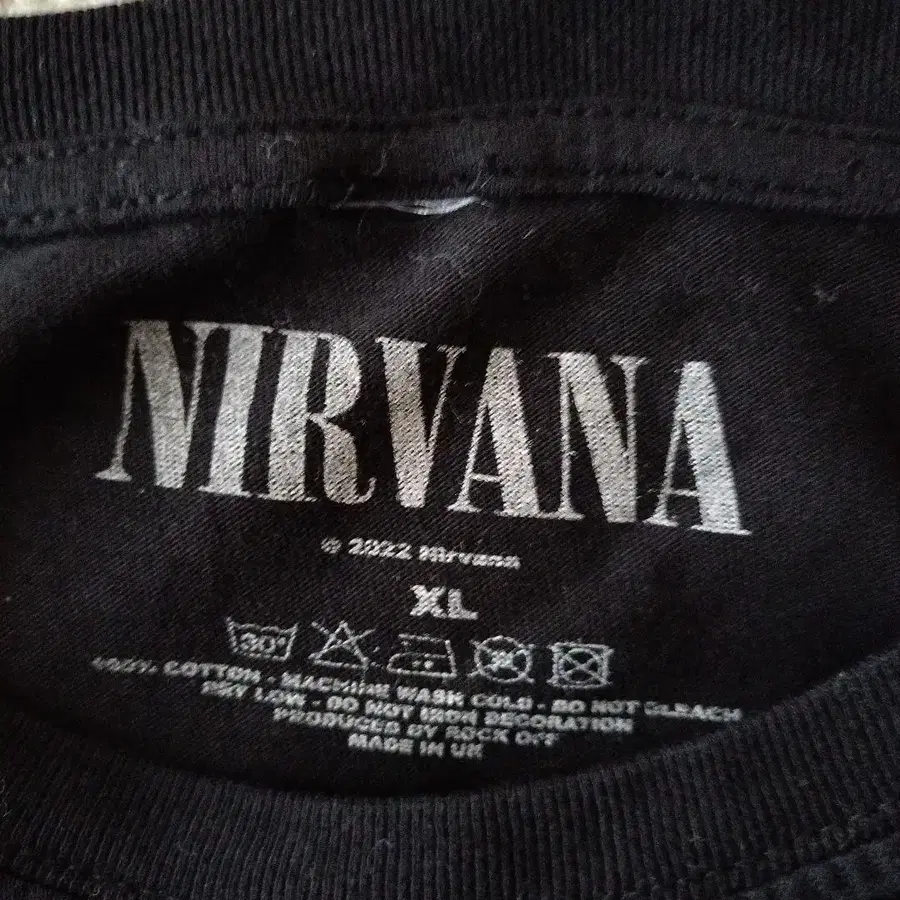 NIRVANA
© 2022 Nirvana
XL
30°
100% COTTON - MACHINE WASH COLD - DO NOT BLEACH
DRY LOW - DO NOT IRON DECORATION
PRODUCED BY ROCK OFF
MADE IN UK